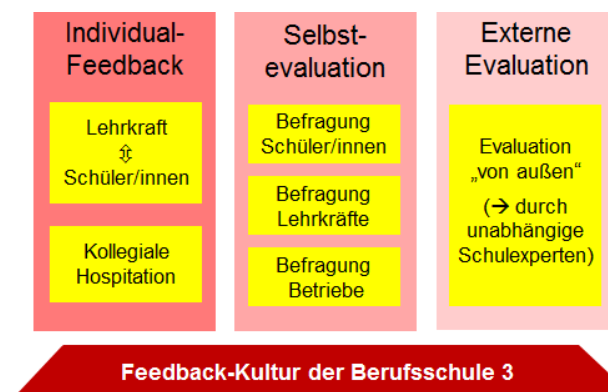 Individual-
Feedback
Lehrkraft
⇳
Schüler/innen
Kollegiale
Hospitation
Selbst-
evaluation
Befragung
Schüler/innen
Befragung
Lehrkräfte
Befragung
Betriebe
Externe
Evaluation
Evaluation
„von außen“
(→ durch
unabhängige
Schulexperten)
Feedback-Kultur der Berufsschule 3